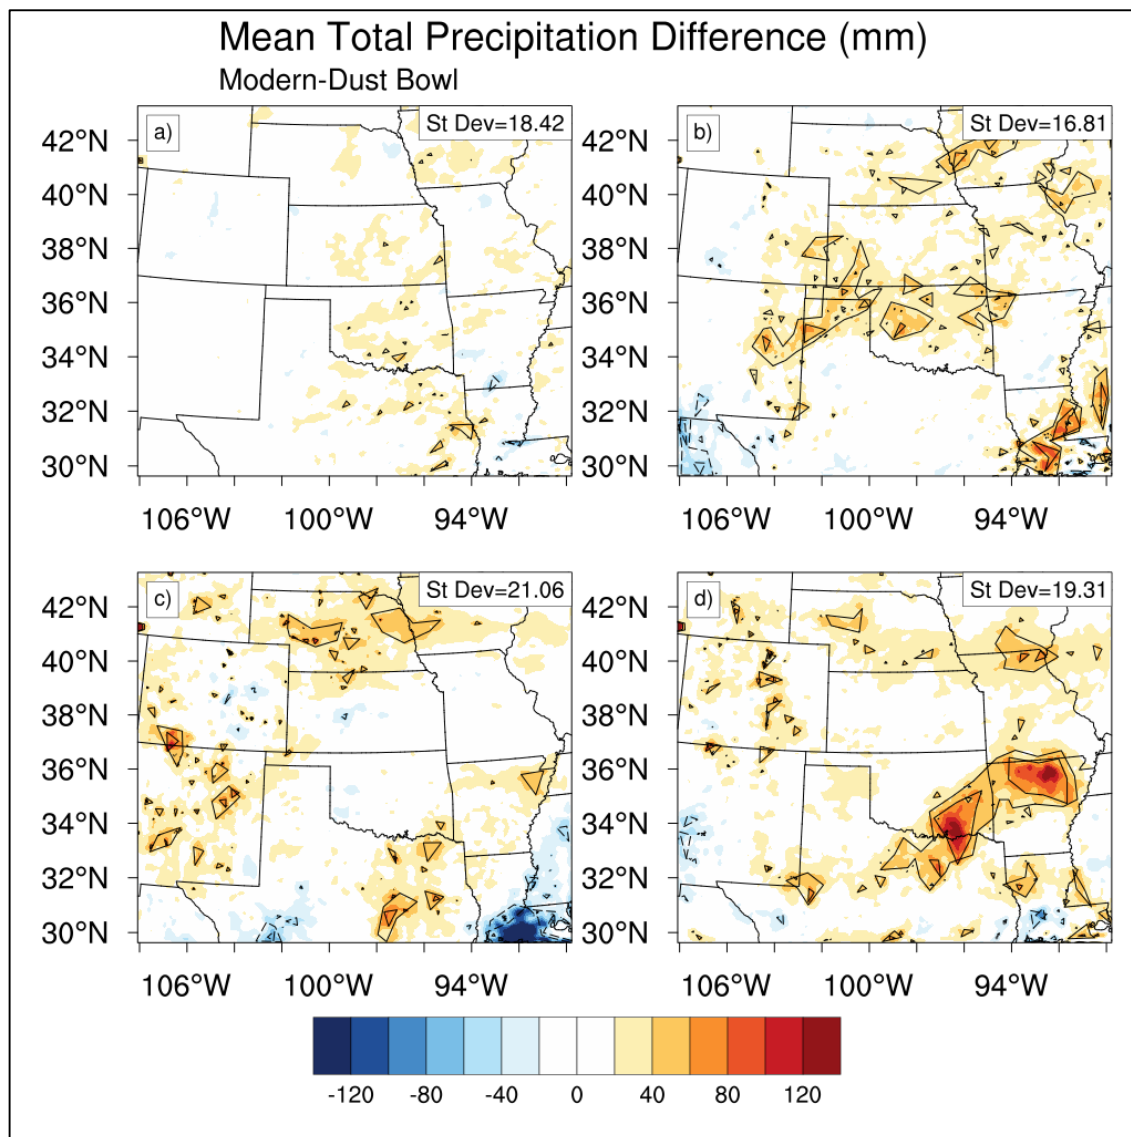 Mean Total Precipitation Difference (mm)
Modern-Dust Bowl
a)
St Dev=18.42
b)
St Dev=16.81
42°N
40°N
38°N
36°N
34°N
32°N
30°N
42°N
40°N
38°N
36°N
34°N
32°N
30°N
106°W 100°W 94°W
106°W 100°W 94°W
c)
St Dev=21.06
d)
St Dev=19.31
42°N
40°N
38°N
36°N
34°N
32°N
30°N
42°N
40°N
38°N
36°N
34°N
32°N
30°N
106°W 100°W 94°W
106°W 100°W 94°W
-120 -80 -40 0 40 80 120